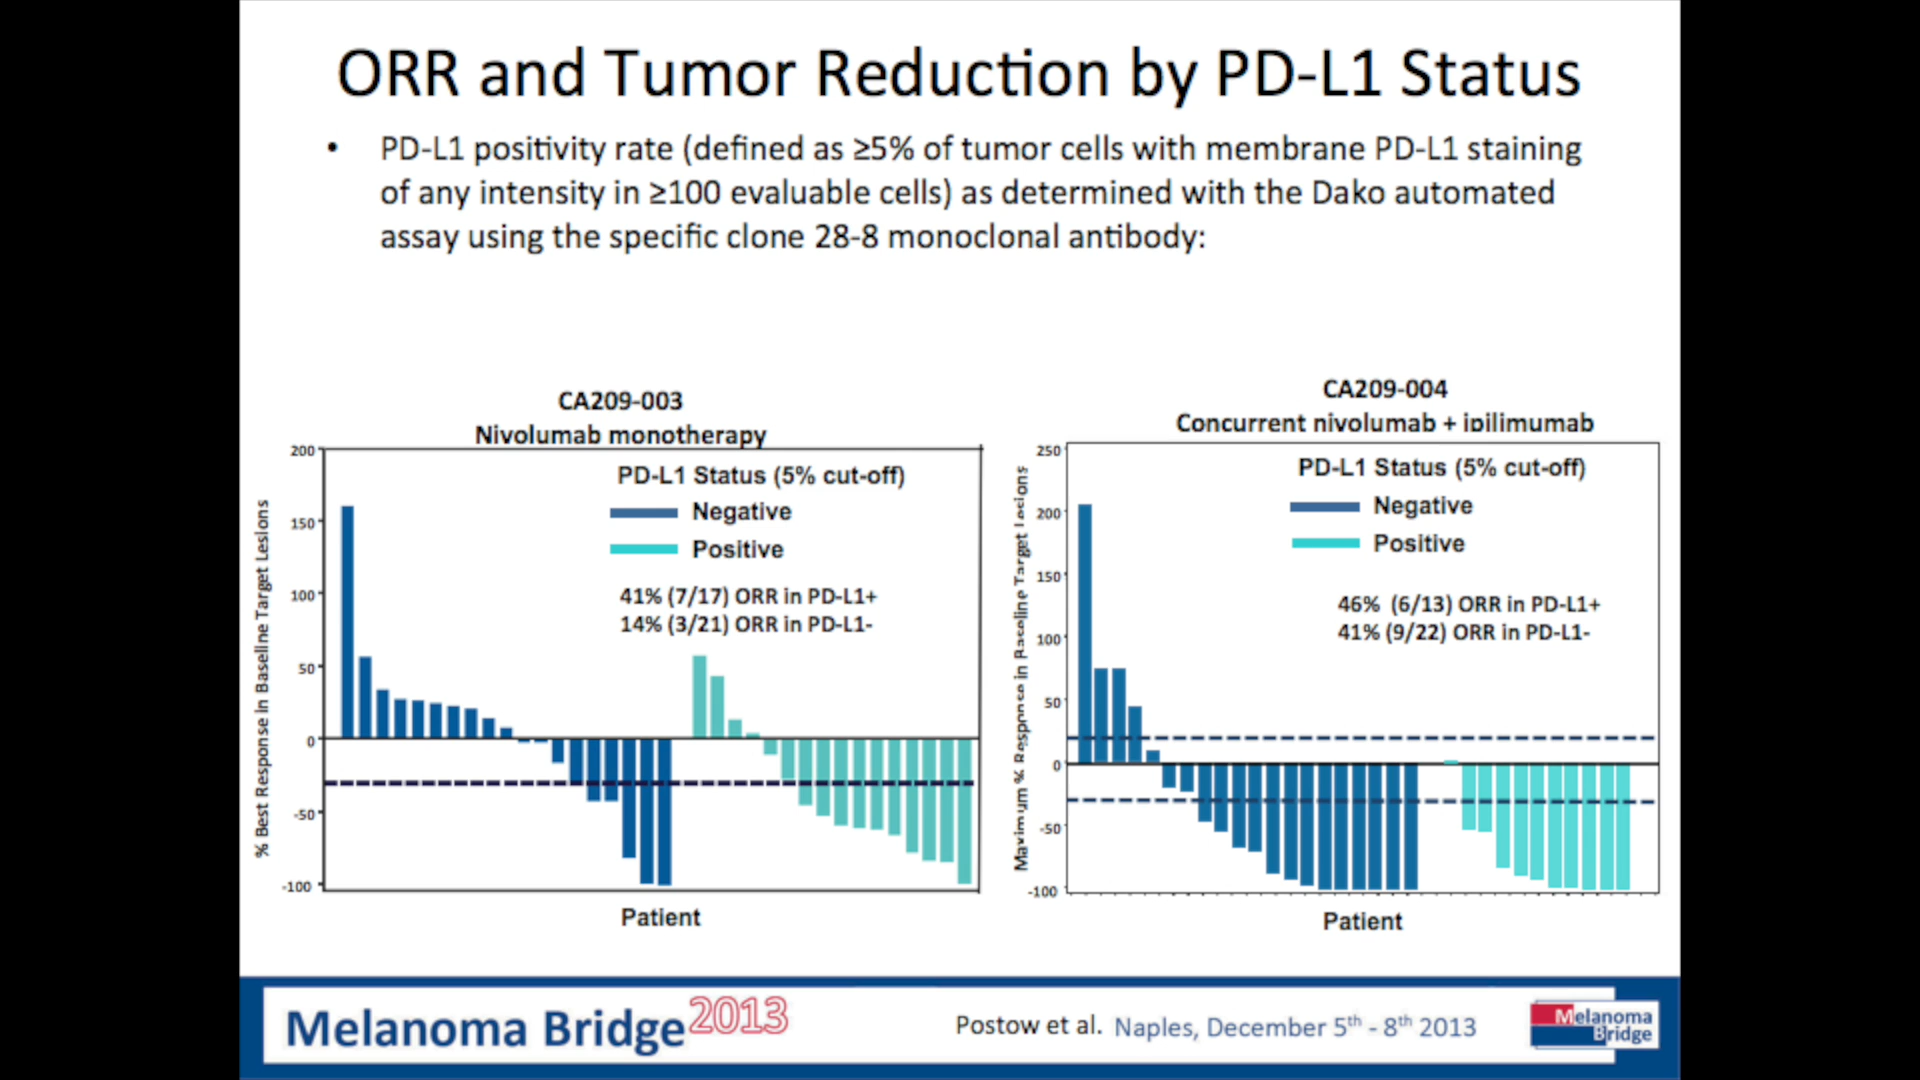 ORR and Tumor Reduction by PD-L1 Status
• PD-L1 positivity rate (defined as ≥5% of tumor cells with membrane PD-L1 staining
of any intensity in ≥100 evaluable cells) as determined with the Dako automated
assay using the specific clone 28-8 monoclonal antibody:
CA209-003
Nivolumab monotherapy
% Best Response in Baseline Target Lesions
200
150
100
50
0
-50
-100
PD-L1 Status (5% cut-off)
Negative
Positive
41% (7/17) ORR in PD-L1+
14% (3/21) ORR in PD-L1-
Patient
CA209-004
Concurrent nivolumab + ipilimumab
Maximum % Response in Baseline Target Lesions
250
200
150
100
50
0
-50
-100
PD-L1 Status (5% cut-off)
Negative
Positive
46% (6/13) ORR in PD-L1+
41% (9/22) ORR in PD-L1-
Patient
Melanoma Bridge 2013
Postow et al. Naples, December 5th - 8th 2013
Melanoma
Bridge